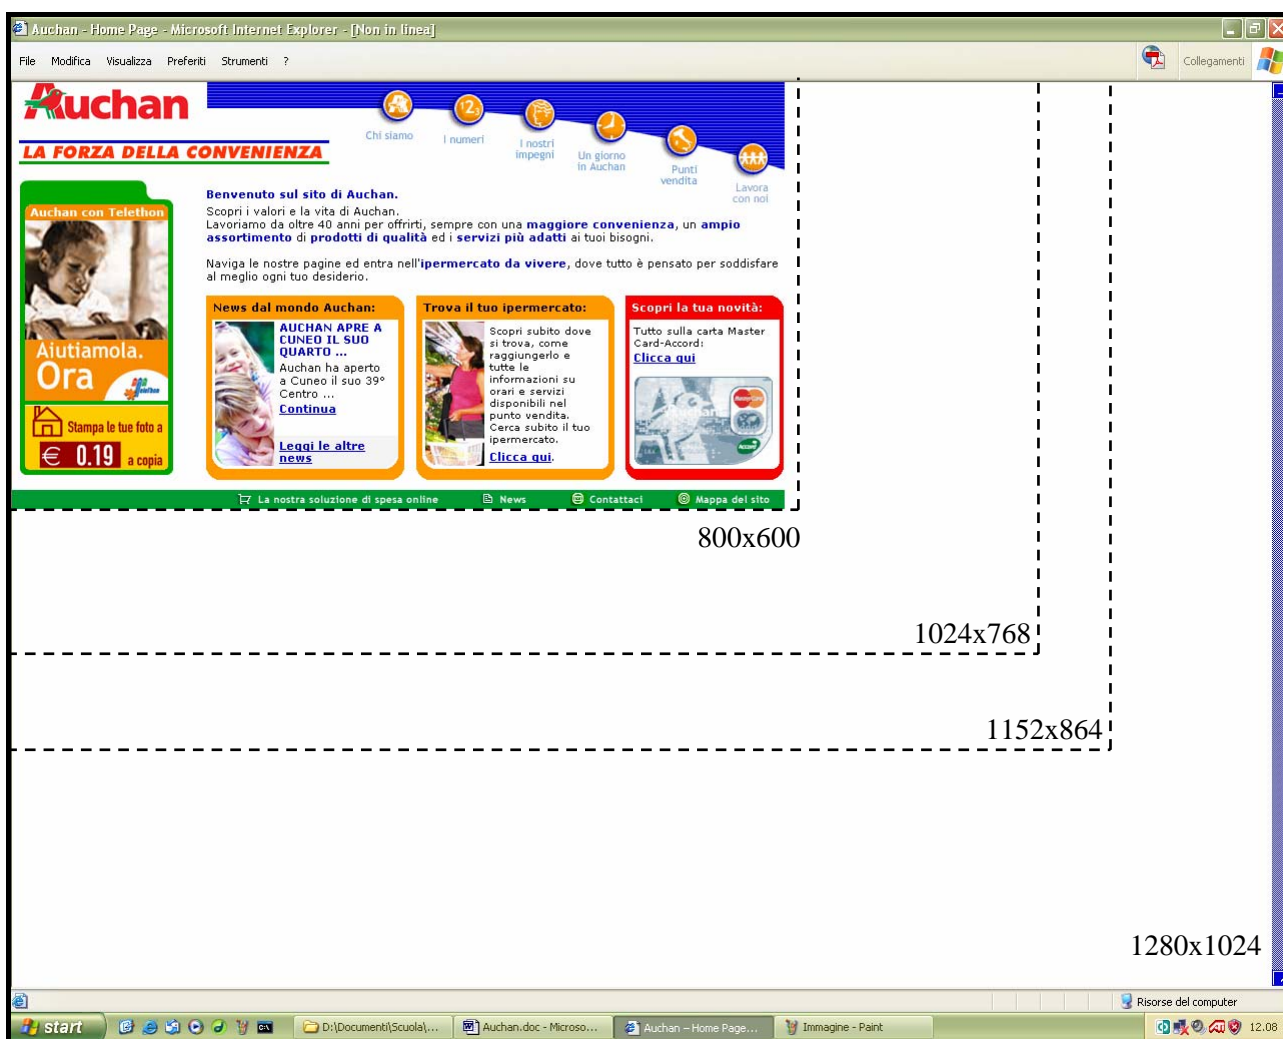 Auchan - Home Page - Microsoft Internet Explorer - [Non in linea]
File Modifica Visualizza Preferiti Strumenti ?
Collegamenti
Auchan
LA FORZA DELLA CONVENIENZA
Chi siamo
I numeri
I nostri
impegni
Un giorno
in Auchan
Punti
vendita
Lavora
con noi
Auchan con Telethon
Aiutiamola.
Ora
Telethon
Stampa le tue foto a
€ 0.19 a copia
Benvenuto sul sito di Auchan.
Scopri i valori e la vita di Auchan.
Lavoriamo da oltre 40 anni per offrirti, sempre con una maggiore convenienza, un ampio
assortimento di prodotti di qualità ed i servizi più adatti ai tuoi bisogni.
Naviga le nostre pagine ed entra nell'ipermercato da vivere, dove tutto è pensato per soddisfare
al meglio ogni tuo desiderio.
News dal mondo Auchan:
AUCHAN APRE A
CUNEO IL SUO
QUARTO ...
Auchan ha aperto
a Cuneo il suo 39°
Centro ...
Continua
Leggi le altre
news
Trova il tuo ipermercato:
Scopri subito dove
si trova, come
raggiungerlo e
tutte le
informazioni su
orari e servizi
disponibili nel
punto vendita.
Cerca subito il tuo
ipermercato.
Clicca qui.
Scopri la tua novità:
Tutto sulla carta Master
Card-Accord:
Clicca qui
La nostra soluzione di spesa online
News
Contattaci
Mappa del sito
800x600
1024x768
1152x864
1280x1024
Risorse del computer
start
D:\Documenti\Scuola\...
Auchan.doc - Microso...
Auchan – Home Page...
Immagine - Paint
12.08